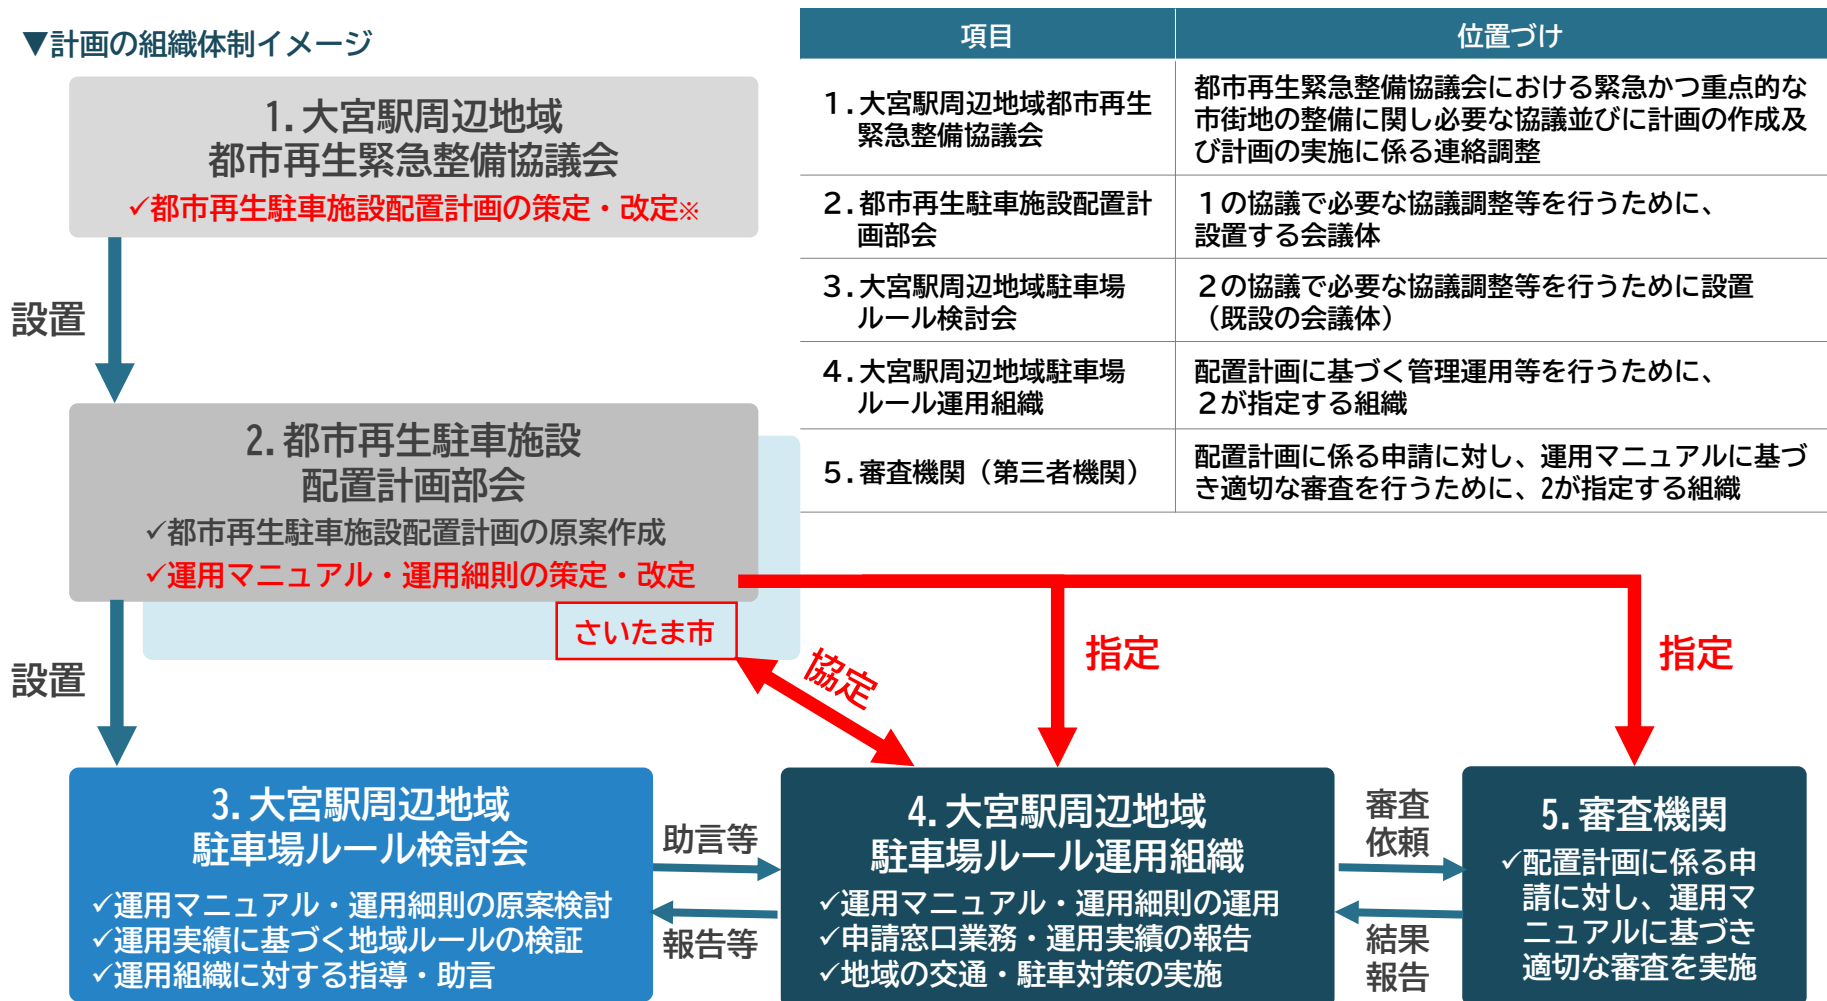 ▼計画の組織体制イメージ
1.大宮駅周辺地域
都市再生緊急整備協議会
✓都市再生駐車施設配置計画の策定・改定※
設置
2.都市再生駐車施設
配置計画部会
✓都市再生駐車施設配置計画の原案作成
✓運用マニュアル・運用細則の策定・改定
さいたま市
設置
協定
指定
指定
3.大宮駅周辺地域
駐車場ルール検討会
✓運用マニュアル・運用細則の原案検討
✓運用実績に基づく地域ルールの検証
✓運用組織に対する指導・助言
助言等
報告等
4.大宮駅周辺地域
駐車場ルール運用組織
✓運用マニュアル・運用細則の運用
✓申請窓口業務・運用実績の報告
✓地域の交通・駐車対策の実施
審査
依頼
結果
報告
5.審査機関
✓配置計画に係る申
請に対し、運用マ
ニュアルに基づき
適切な審査を実施
項目 位置づけ
1.大宮駅周辺地域都市再生
緊急整備協議会
都市再生緊急整備協議会における緊急かつ重点的な
市街地の整備に関し必要な協議並びに計画の作成及
び計画の実施に係る連絡調整
2.都市再生駐車施設配置計
画部会
１の協議で必要な協議調整等を行うために、
設置する会議体
3.大宮駅周辺地域駐車場
ルール検討会
２の協議で必要な協議調整等を行うために設置
（既設の会議体）
4.大宮駅周辺地域駐車場
ルール運用組織
配置計画に基づく管理運用等を行うために、
２が指定する組織
5.審査機関（第三者機関）
配置計画に係る申請に対し、運用マニュアルに基づ
き適切な審査を行うために、2が指定する組織